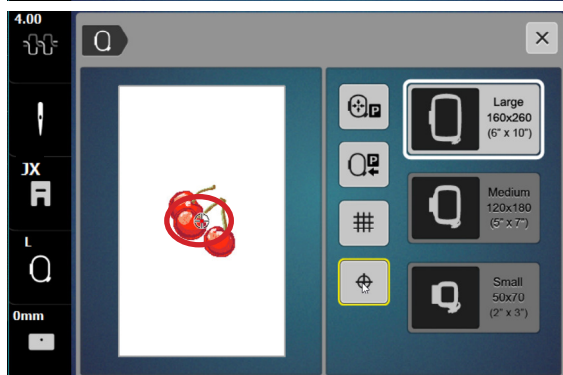 4.00
P
Large
160x260
(6" x 10")
P
JX
Medium
120x180
(5" x 7")
L
Small
50x70
(2" x 3")
0mm